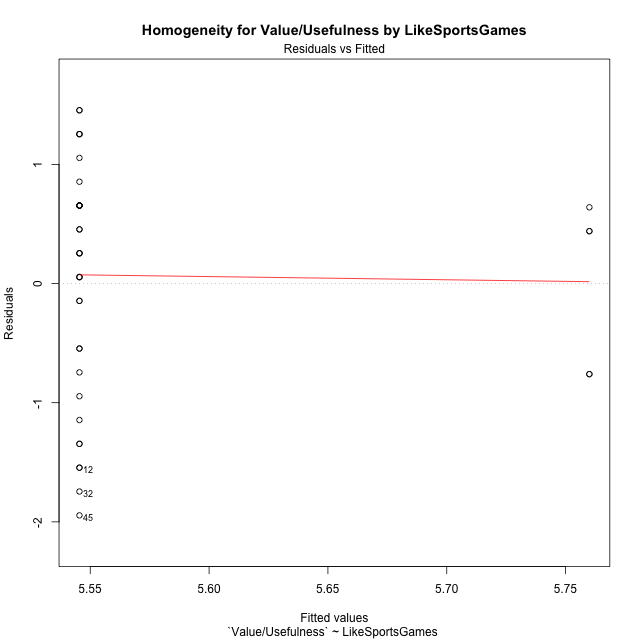 Homogeneity for Value/Usefulness by LikeSportsGames
Residuals vs Fitted
1
0
-1
-2
Residuals
12
32
45
5.55 5.60 5.65 5.70 5.75
Fitted values
`Value/Usefulness` ~ LikeSportsGames